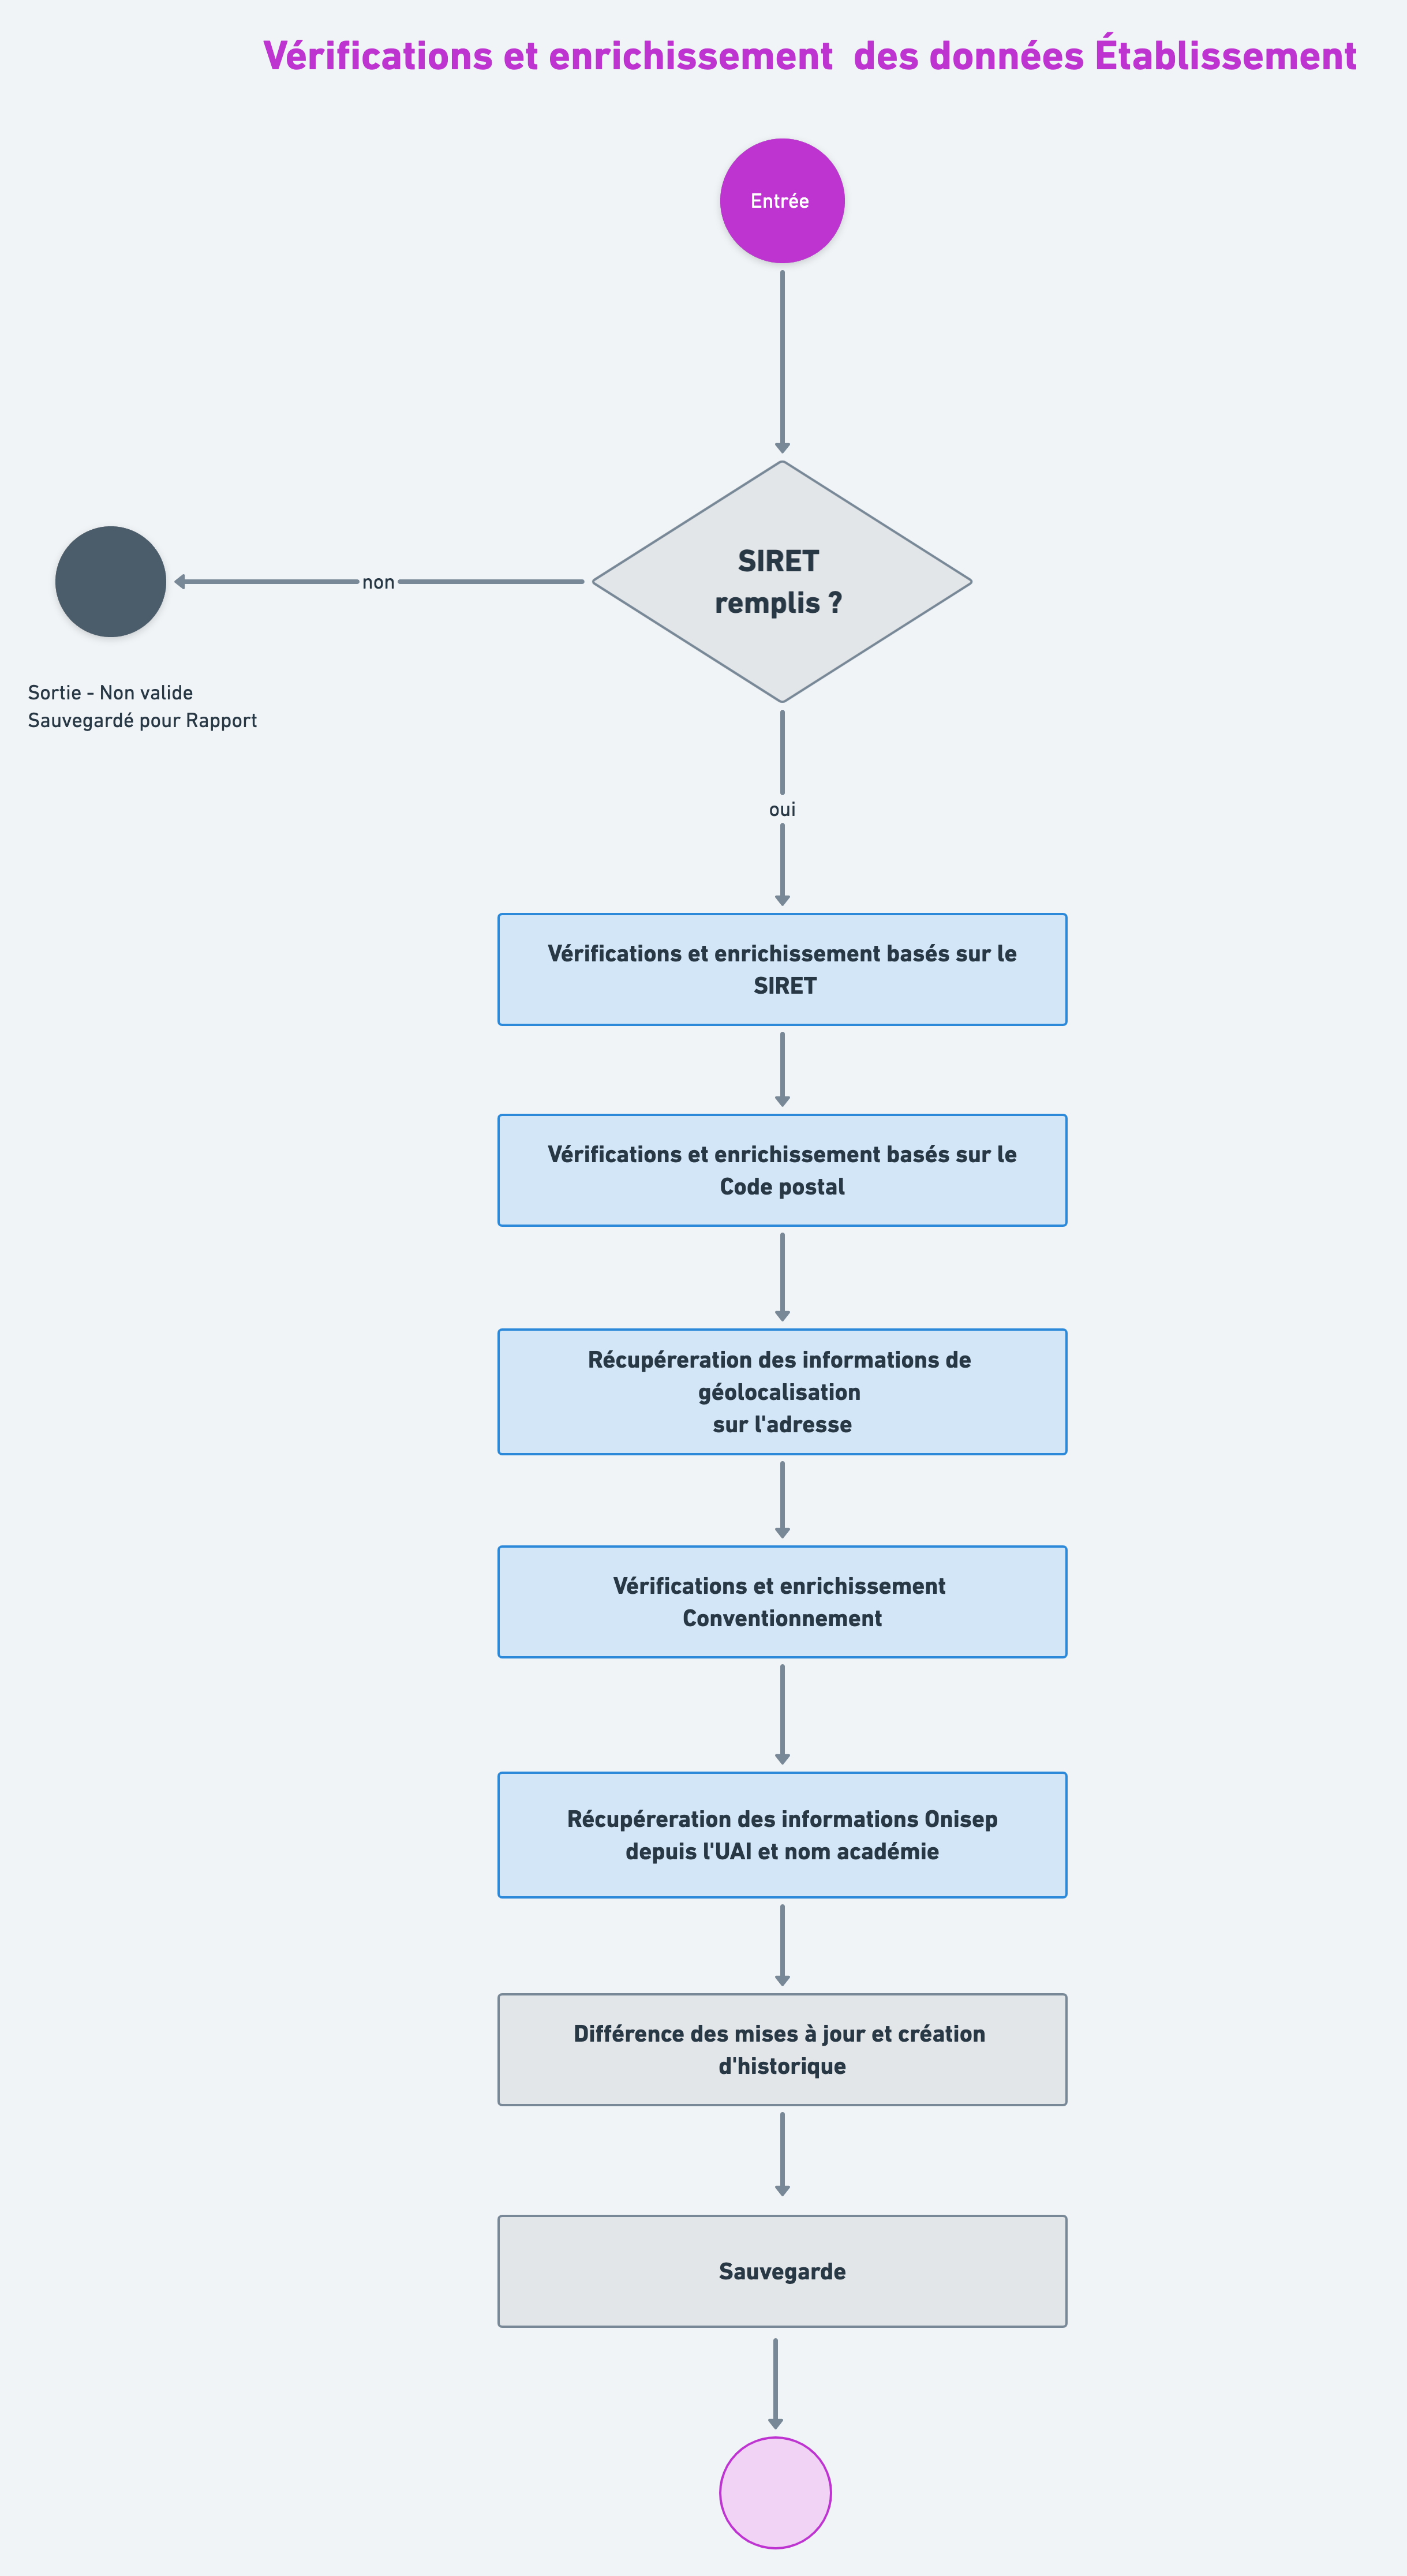 Vérifications et enrichissement  des données Établissement
Entrée
SIRET
remplis ?
non
Sortie - Non valide
Sauvegardé pour Rapport
oui
Vérifications et enrichissement basés sur le
SIRET
Vérifications et enrichissement basés sur le
Code postal
Récupéreration des informations de
géolocalisation
sur l'adresse
Vérifications et enrichissement
Conventionnement
Récupéreration des informations Onisep
depuis l'UAI et nom académie
Différence des mises à jour et création
d'historique
Sauvegarde